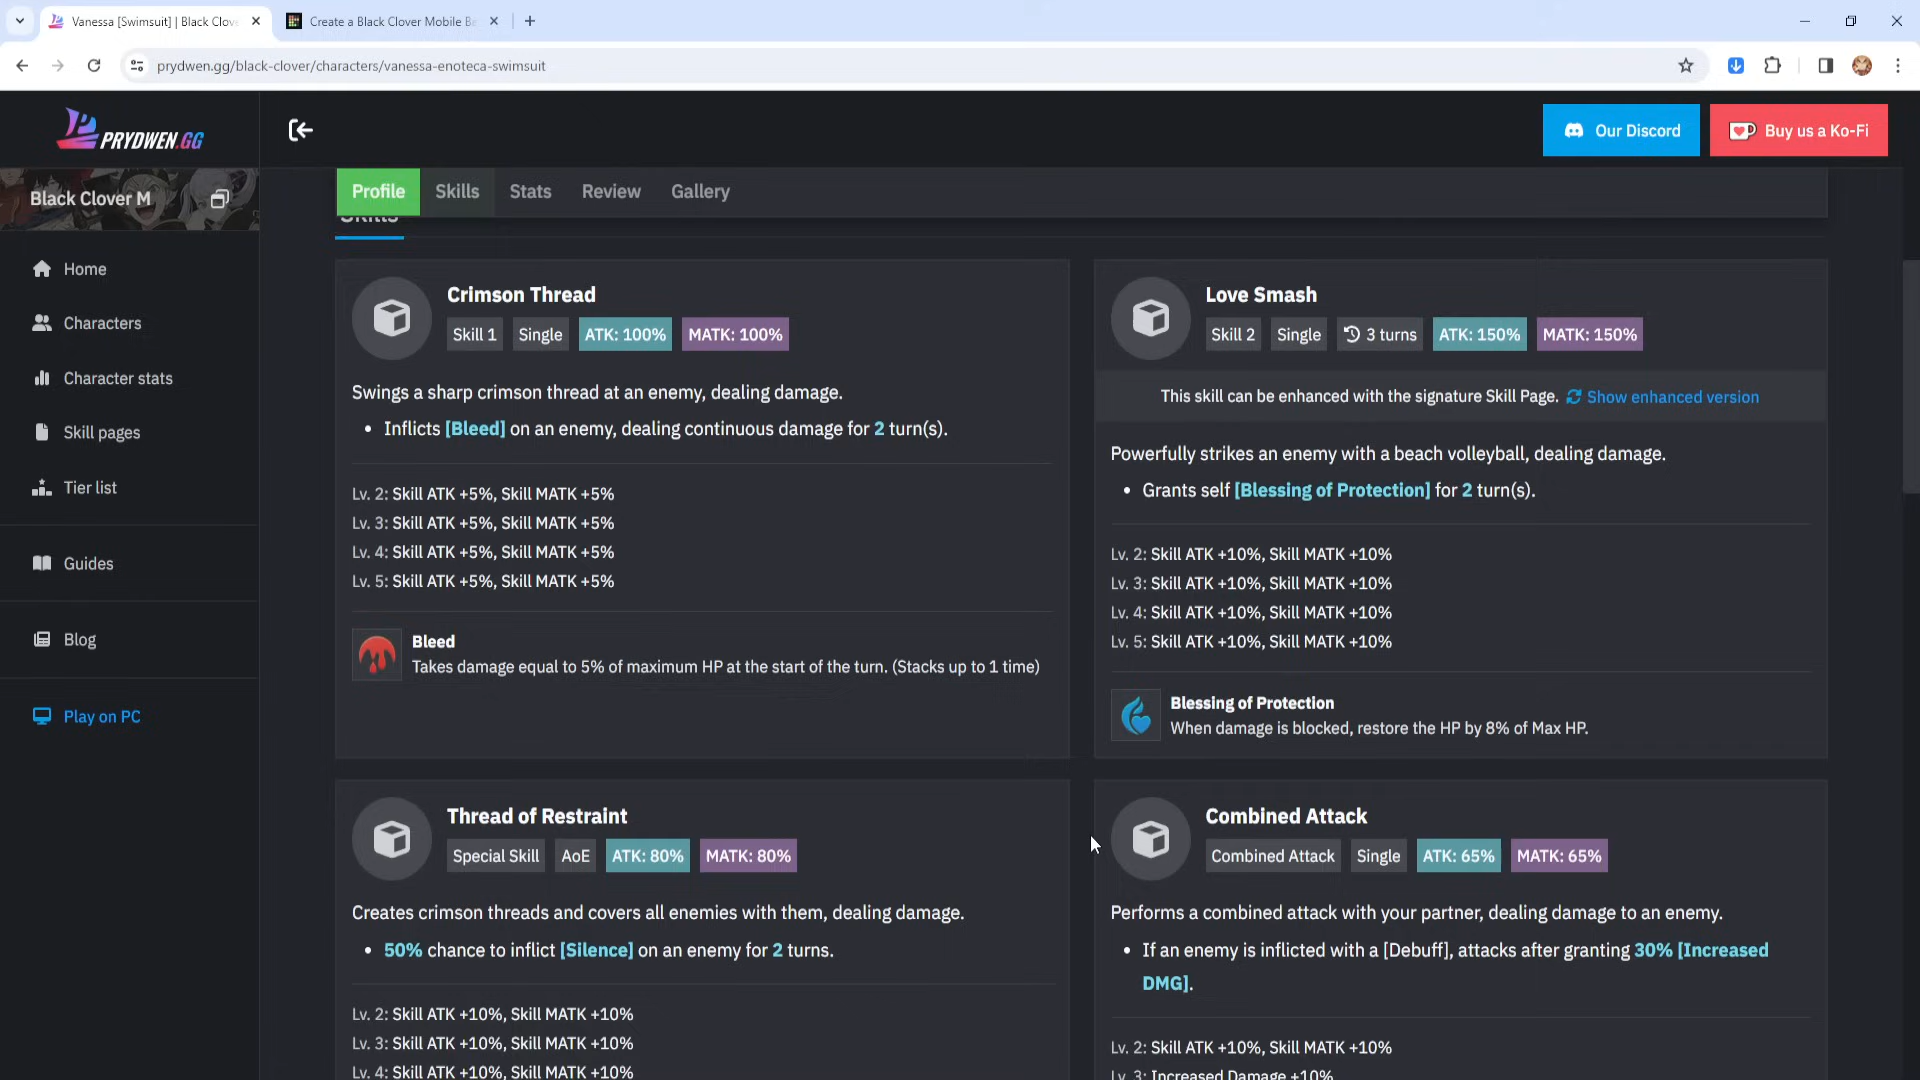 Vanessa [Swimsuit] | Black Clov
Create a Black Clover Mobile Be
prydwen.gg/black-clover/characters/vanessa-enoteca-swimsuit
PRYDWEN.GG
Our Discord
Buy us a Ko-Fi
Black Clover M
Profile
Skills
Stats
Review
Gallery
Skills
Home
Characters
Character stats
Skill pages
Tier list
Guides
Blog
Play on PC
Crimson Thread
Skill 1
Single
ATK: 100%
MATK: 100%
Swings a sharp crimson thread at an enemy, dealing damage.
• Inflicts [Bleed] on an enemy, dealing continuous damage for 2 turn(s).
Lv. 2: Skill ATK +5%, Skill MATK +5%
Lv. 3: Skill ATK +5%, Skill MATK +5%
Lv. 4: Skill ATK +5%, Skill MATK +5%
Lv. 5: Skill ATK +5%, Skill MATK +5%
Bleed
Takes damage equal to 5% of maximum HP at the start of the turn. (Stacks up to 1 time)
Love Smash
Skill 2
Single
3 turns
ATK: 150%
MATK: 150%
This skill can be enhanced with the signature Skill Page. Show enhanced version
Powerfully strikes an enemy with a beach volleyball, dealing damage.
• Grants self [Blessing of Protection] for 2 turn(s).
Lv. 2: Skill ATK +10%, Skill MATK +10%
Lv. 3: Skill ATK +10%, Skill MATK +10%
Lv. 4: Skill ATK +10%, Skill MATK +10%
Lv. 5: Skill ATK +10%, Skill MATK +10%
Blessing of Protection
When damage is blocked, restore the HP by 8% of Max HP.
Thread of Restraint
Special Skill
AoE
ATK: 80%
MATK: 80%
Creates crimson threads and covers all enemies with them, dealing damage.
• 50% chance to inflict [Silence] on an enemy for 2 turns.
Lv. 2: Skill ATK +10%, Skill MATK +10%
Lv. 3: Skill ATK +10%, Skill MATK +10%
Lv. 4: Skill ATK +10%, Skill MATK +10%
Combined Attack
Combined Attack
Single
ATK: 65%
MATK: 65%
Performs a combined attack with your partner, dealing damage to an enemy.
• If an enemy is inflicted with a [Debuff], attacks after granting 30% [Increased
DMG].
Lv. 2: Skill ATK +10%, Skill MATK +10%
Lv. 3: Increased Damage +10%